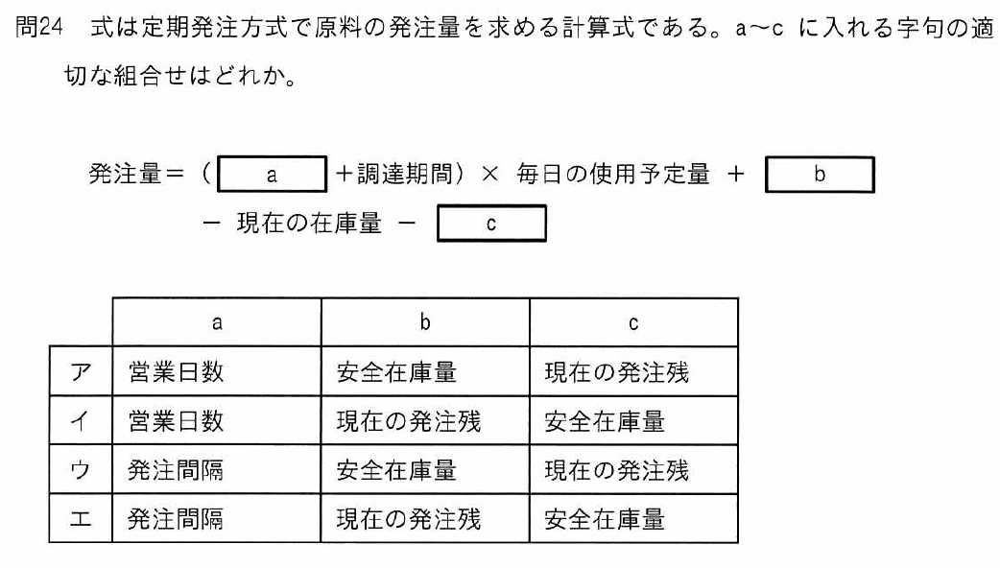 問24 式は定期発注方式で原料の発注量を求める計算式である。a～c に入れる字句の適
切な組合せはどれか。
発注量＝（ a ＋調達期間）× 毎日の使用予定量 ＋ b
－ 現在の在庫量 － c
a b c
ア 営業日数 安全在庫量 現在の発注残
イ 営業日数 現在の発注残 安全在庫量
ウ 発注間隔 安全在庫量 現在の発注残
エ 発注間隔 現在の発注残 安全在庫量